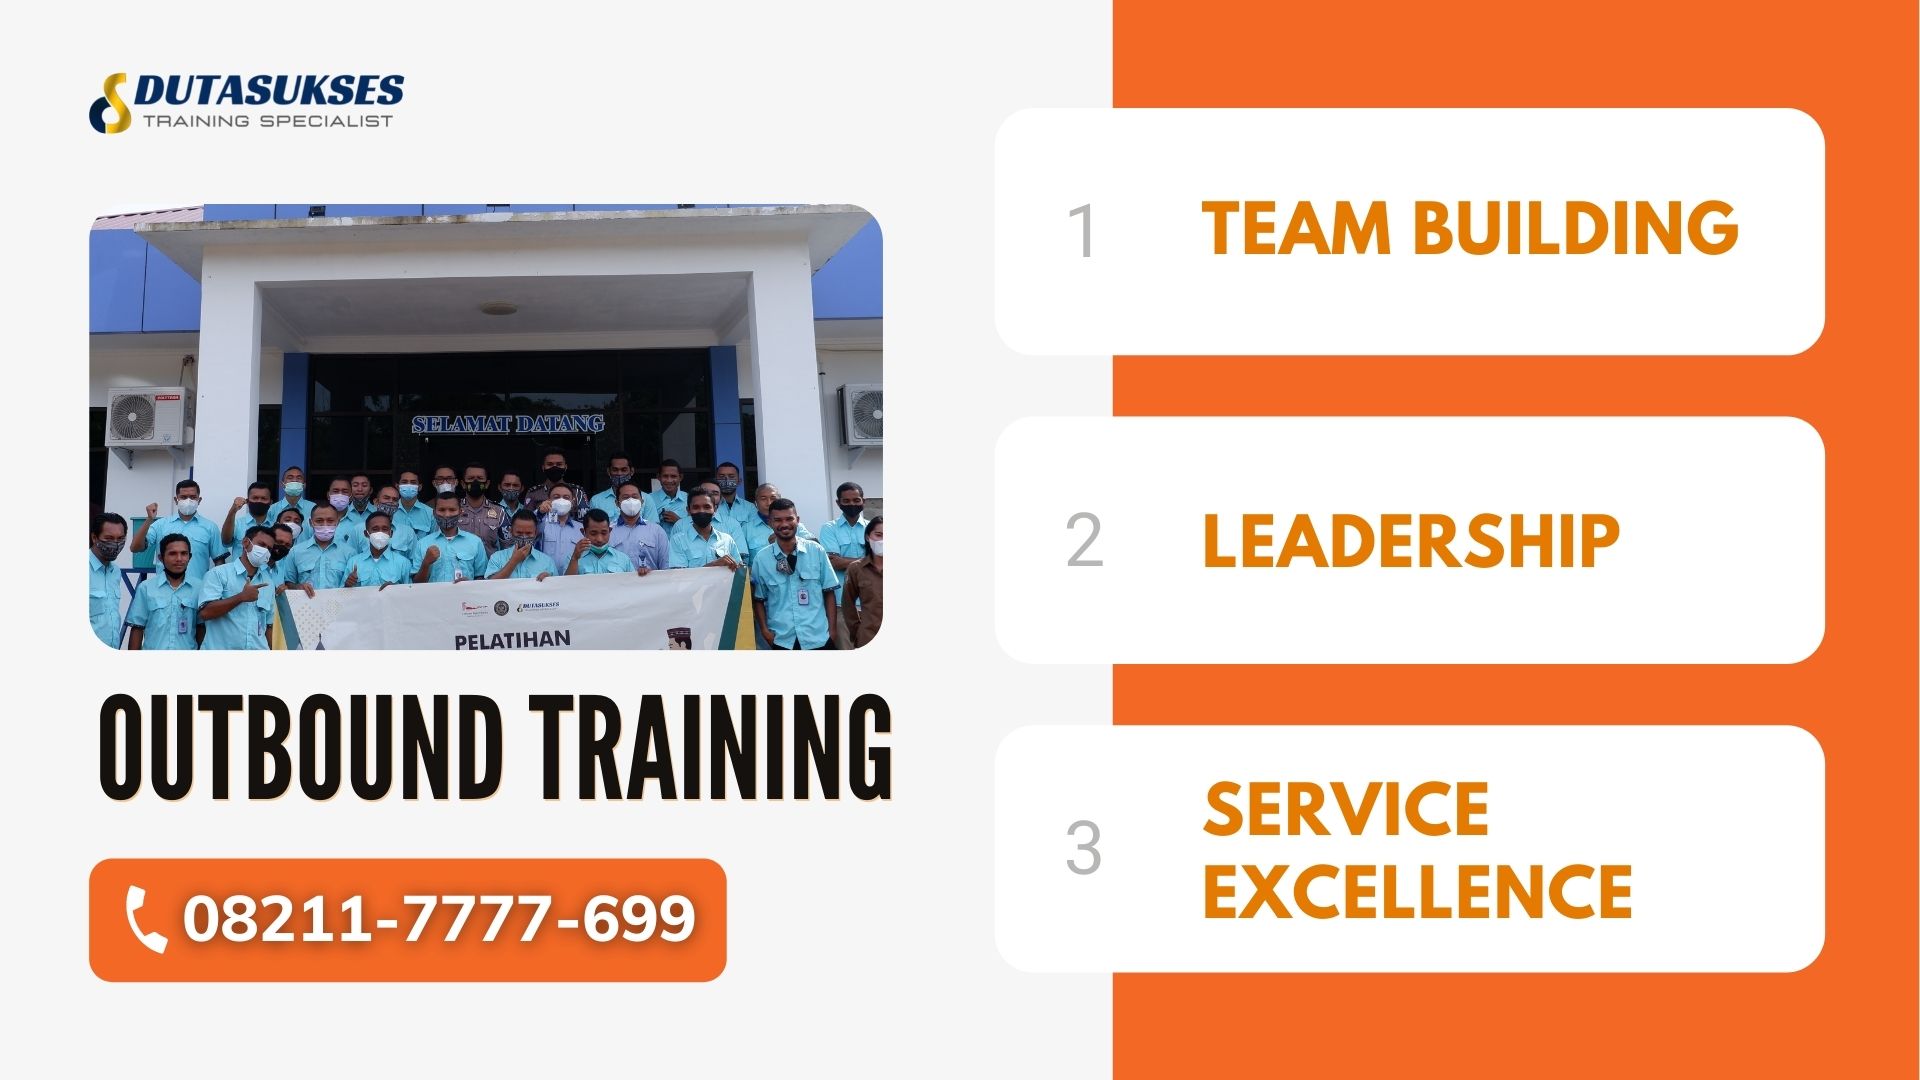 DUTASUKSES
TRAINING SPECIALIST
SELAMAT DATANG
DUTASUKSES
PELATIHAN
OUTBOUND TRAINING
08211-7777-699
1
TEAM BUILDING
2
LEADERSHIP
3
SERVICE
EXCELLENCE